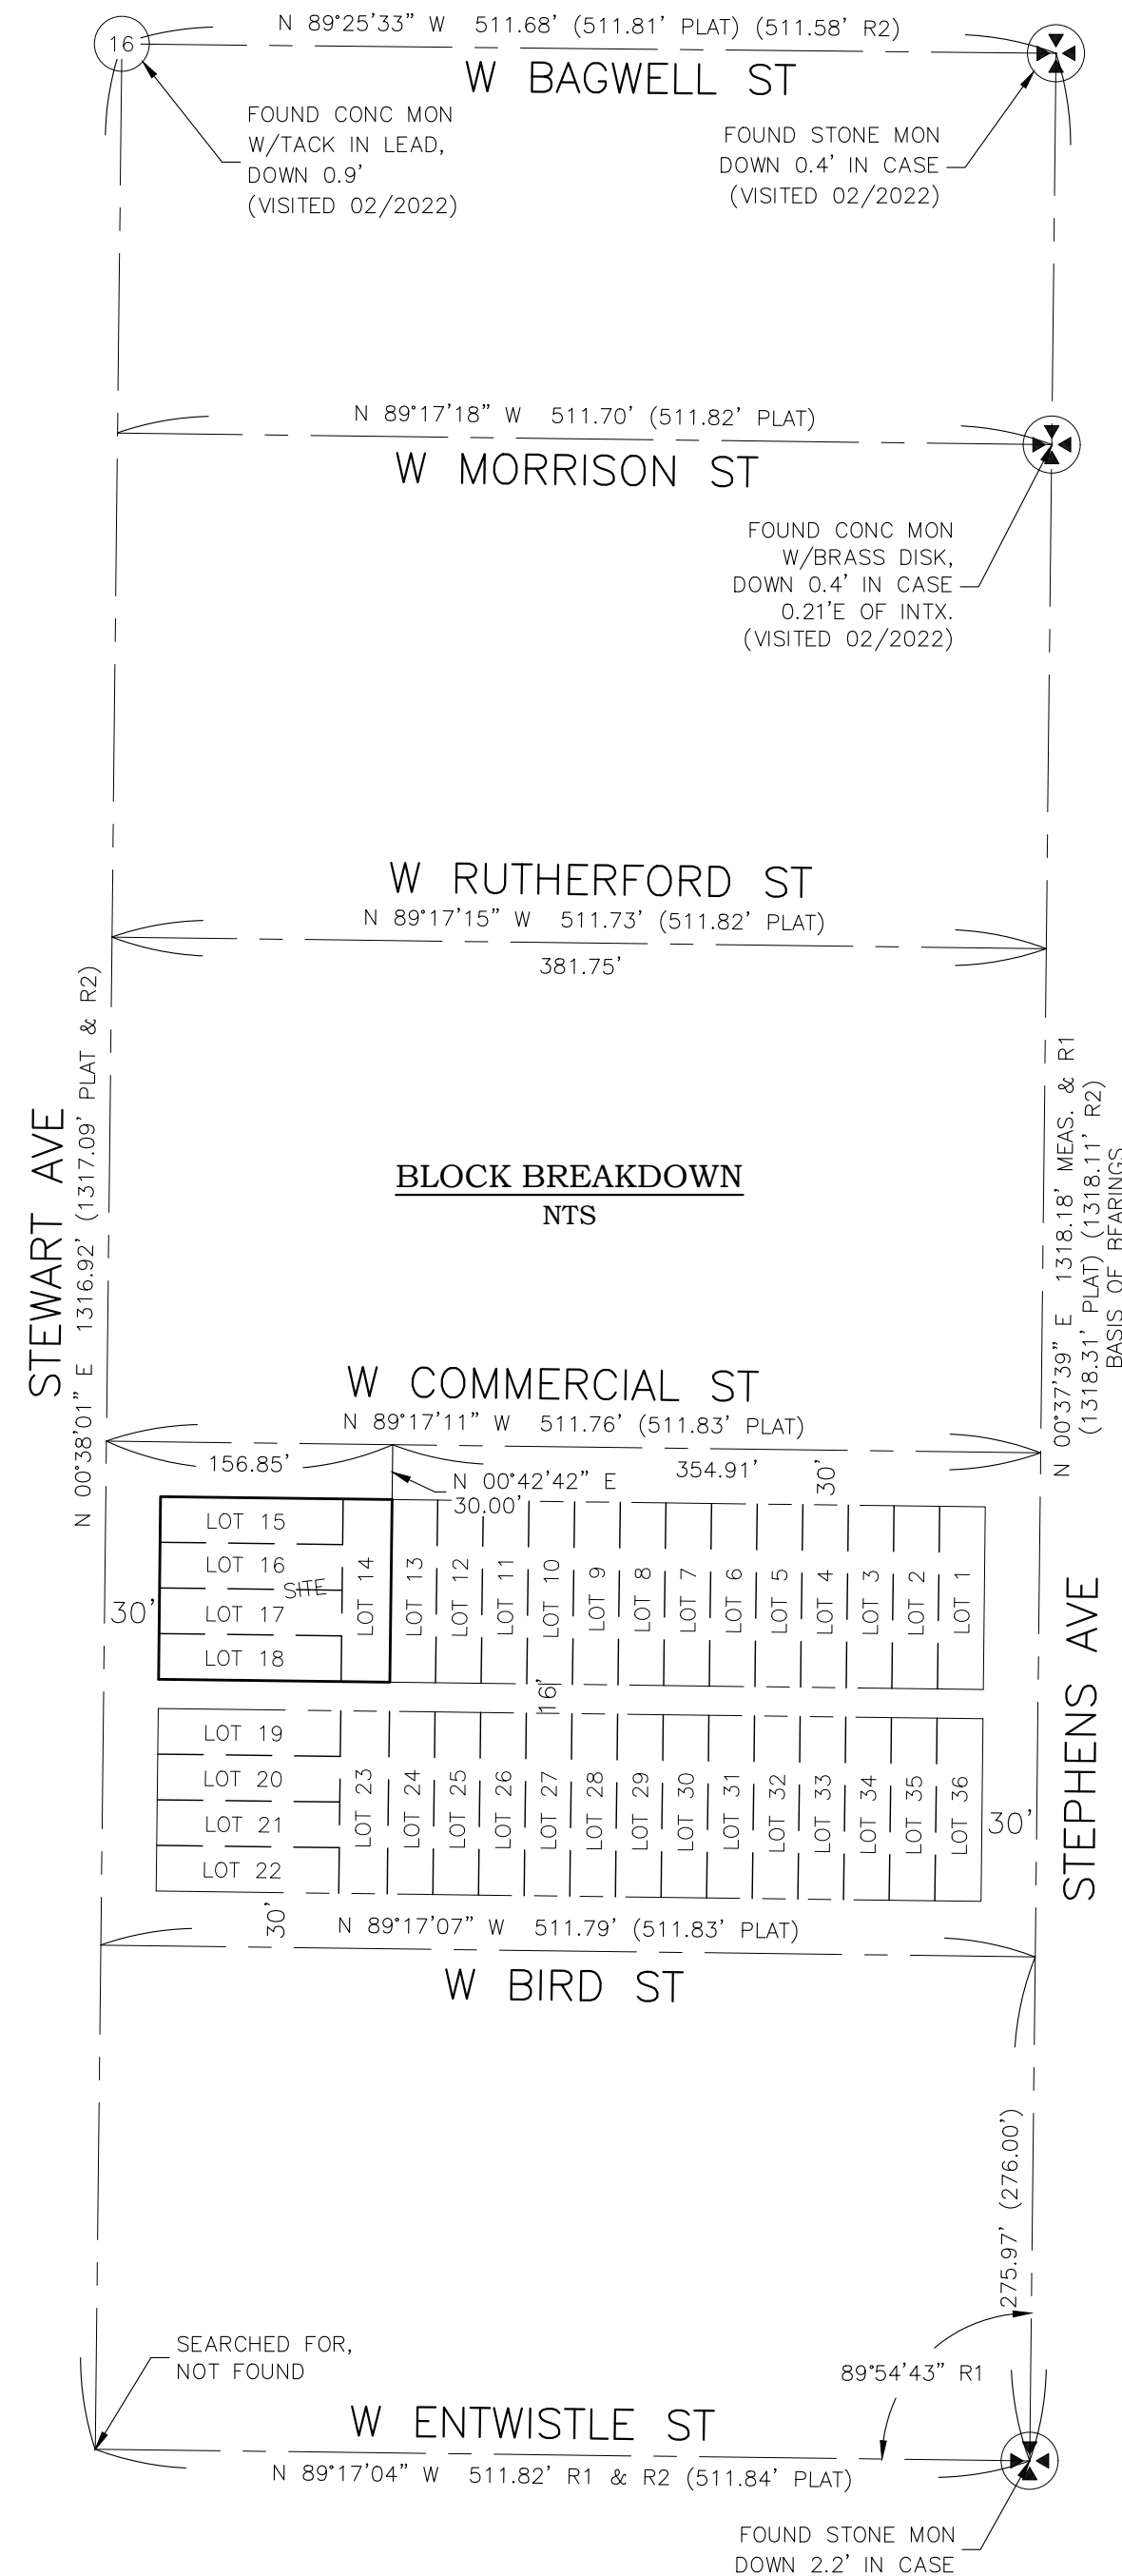 N 89°25'33" W 511.68' (511.81' PLAT) (511.58' R2)
16
W BAGWELL ST
FOUND CONC MON
W/TACK IN LEAD,
DOWN 0.9'
(VISITED 02/2022)
FOUND STONE MON
DOWN 0.4' IN CASE
(VISITED 02/2022)
N 89°17'18" W 511.70' (511.82' PLAT)
W MORRISON ST
FOUND CONC MON
W/BRASS DISK,
DOWN 0.4' IN CASE
0.21'E OF INTX.
(VISITED 02/2022)
W RUTHERFORD ST
N 89°17'15" W 511.73' (511.82' PLAT)
381.75'
STEWART AVE
N 00°38'01" E 1316.92' (1317.09' PLAT & R2)
BLOCK BREAKDOWN
NTS
N 00°37'39" E 1318.18' MEAS. & R1
(1318.31' PLAT) (1318.11' R2)
BASIS OF BEARINGS
W COMMERCIAL ST
N 89°17'11" W 511.76' (511.83' PLAT)
156.85'
354.91'
30'
N 00°42'42" E
30.00'
LOT 15
LOT 16
SITE
LOT 17
LOT 18
30'
LOT 14
LOT 13
LOT 12
LOT 11
LOT 10
LOT 9
LOT 8
LOT 7
LOT 6
LOT 5
LOT 4
LOT 3
LOT 2
LOT 1
STEPHENS AVE
16'
LOT 19
LOT 20
LOT 21
LOT 22
LOT 23
LOT 24
LOT 25
LOT 26
LOT 27
LOT 28
LOT 29
LOT 30
LOT 31
LOT 32
LOT 33
LOT 34
LOT 35
LOT 36
30'
30'
N 89°17'07" W 511.79' (511.83' PLAT)
W BIRD ST
275.97' (276.00')
SEARCHED FOR,
NOT FOUND
89°54'43" R1
W ENTWISTLE ST
N 89°17'04" W 511.82' R1 & R2 (511.84' PLAT)
FOUND STONE MON
DOWN 2.2' IN CASE